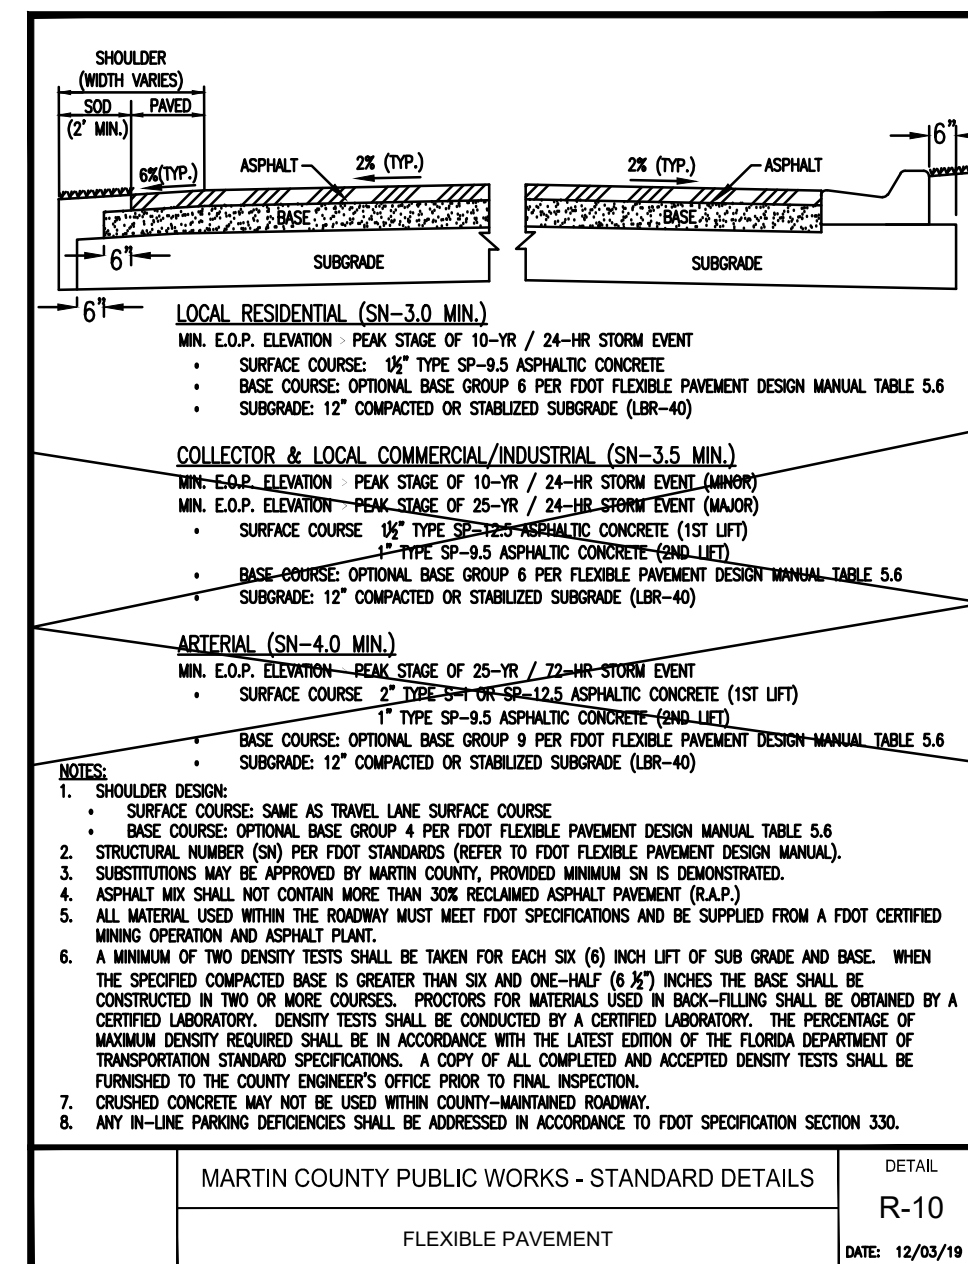 SHOULDER
(WIDTH VARIES)
SOD PAVED
(2' MIN.)
6%(TYP.)
ASPHALT
2% (TYP.)
2% (TYP.)
ASPHALT
6"
BASE
BASE
6"
SUBGRADE
SUBGRADE
6"
LOCAL RESIDENTIAL (SN-3.0 MIN.)
MIN. E.O.P. ELEVATION > PEAK STAGE OF 10-YR / 24-HR STORM EVENT
• SURFACE COURSE: 1½" TYPE SP-9.5 ASPHALTIC CONCRETE
• BASE COURSE: OPTIONAL BASE GROUP 6 PER FDOT FLEXIBLE PAVEMENT DESIGN MANUAL TABLE 5.6
• SUBGRADE: 12" COMPACTED OR STABLIZED SUBGRADE (LBR-40)
COLLECTOR & LOCAL COMMERCIAL/INDUSTRIAL (SN-3.5 MIN.)
MIN. E.O.P. ELEVATION > PEAK STAGE OF 10-YR / 24-HR STORM EVENT (MINOR)
MIN. E.O.P. ELEVATION > PEAK STAGE OF 25-YR / 24-HR STORM EVENT (MAJOR)
• SURFACE COURSE 1½" TYPE SP-12.5 ASPHALTIC CONCRETE (1ST LIFT)
1" TYPE SP-9.5 ASPHALTIC CONCRETE (2ND LIFT)
• BASE COURSE: OPTIONAL BASE GROUP 6 PER FLEXIBLE PAVEMENT DESIGN MANUAL TABLE 5.6
• SUBGRADE: 12" COMPACTED OR STABILIZED SUBGRADE (LBR-40)
ARTERIAL (SN-4.0 MIN.)
MIN. E.O.P. ELEVATION > PEAK STAGE OF 25-YR / 72-HR STORM EVENT
• SURFACE COURSE 2" TYPE S-1 OR SP-12.5 ASPHALTIC CONCRETE (1ST LIFT)
1" TYPE SP-9.5 ASPHALTIC CONCRETE (2ND LIFT)
• BASE COURSE: OPTIONAL BASE GROUP 9 PER FDOT FLEXIBLE PAVEMENT DESIGN MANUAL TABLE 5.6
• SUBGRADE: 12" COMPACTED OR STABILIZED SUBGRADE (LBR-40)
NOTES:
1. SHOULDER DESIGN:
• SURFACE COURSE: SAME AS TRAVEL LANE SURFACE COURSE
• BASE COURSE: OPTIONAL BASE GROUP 4 PER FDOT FLEXIBLE PAVEMENT DESIGN MANUAL TABLE 5.6
2. STRUCTURAL NUMBER (SN) PER FDOT STANDARDS (REFER TO FDOT FLEXIBLE PAVEMENT DESIGN MANUAL).
3. SUBSTITUTIONS MAY BE APPROVED BY MARTIN COUNTY, PROVIDED MINIMUM SN IS DEMONSTRATED.
4. ASPHALT MIX SHALL NOT CONTAIN MORE THAN 30% RECLAIMED ASPHALT PAVEMENT (R.A.P.)
5. ALL MATERIAL USED WITHIN THE ROADWAY MUST MEET FDOT SPECIFICATIONS AND BE SUPPLIED FROM A FDOT CERTIFIED
MINING OPERATION AND ASPHALT PLANT.
6. A MINIMUM OF TWO DENSITY TESTS SHALL BE TAKEN FOR EACH SIX (6) INCH LIFT OF SUB GRADE AND BASE. WHEN
THE SPECIFIED COMPACTED BASE IS GREATER THAN SIX AND ONE-HALF (6 ½") INCHES THE BASE SHALL BE
CONSTRUCTED IN TWO OR MORE COURSES. PROCTORS FOR MATERIALS USED IN BACK-FILLING SHALL BE OBTAINED BY A
CERTIFIED LABORATORY. DENSITY TESTS SHALL BE CONDUCTED BY A CERTIFIED LABORATORY. THE PERCENTAGE OF
MAXIMUM DENSITY REQUIRED SHALL BE IN ACCORDANCE WITH THE LATEST EDITION OF THE FLORIDA DEPARTMENT OF
TRANSPORTATION STANDARD SPECIFICATIONS. A COPY OF ALL COMPLETED AND ACCEPTED DENSITY TESTS SHALL BE
FURNISHED TO THE COUNTY ENGINEER'S OFFICE PRIOR TO FINAL INSPECTION.
7. CRUSHED CONCRETE MAY NOT BE USED WITHIN COUNTY-MAINTAINED ROADWAY.
8. ANY IN-LINE PARKING DEFICIENCIES SHALL BE ADDRESSED IN ACCORDANCE TO FDOT SPECIFICATION SECTION 330.
MARTIN COUNTY PUBLIC WORKS - STANDARD DETAILS
FLEXIBLE PAVEMENT
DETAIL
R-10
DATE: 12/03/19